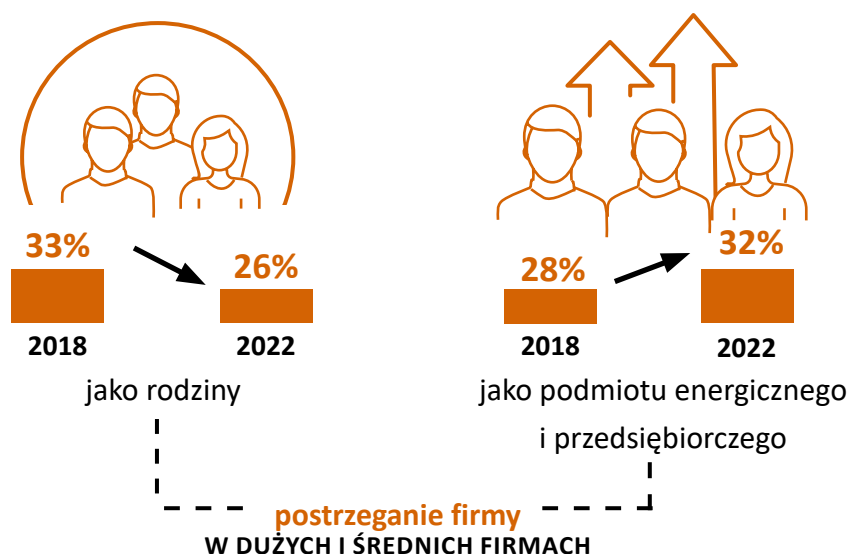 33%
26%
2018
2022
jako rodziny
28%
32%
2018
2022
jako podmiotu energicznego
i przedsiębiorczego
postrzeganie firmy
W DUŻYCH I ŚREDNICH FIRMACH